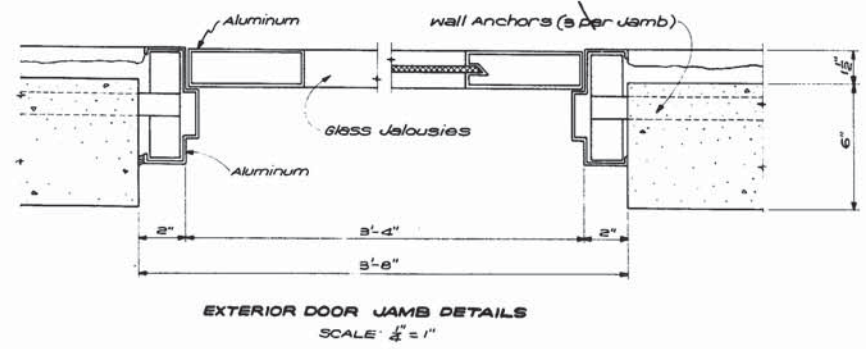 Aluminum
Wall Anchors (3 per Jamb)
1½"
Glass Jalousies
6"
Aluminum
2"
3'-4"
2"
3'-8"
EXTERIOR DOOR JAMB DETAILS
SCALE: ¼" = 1"